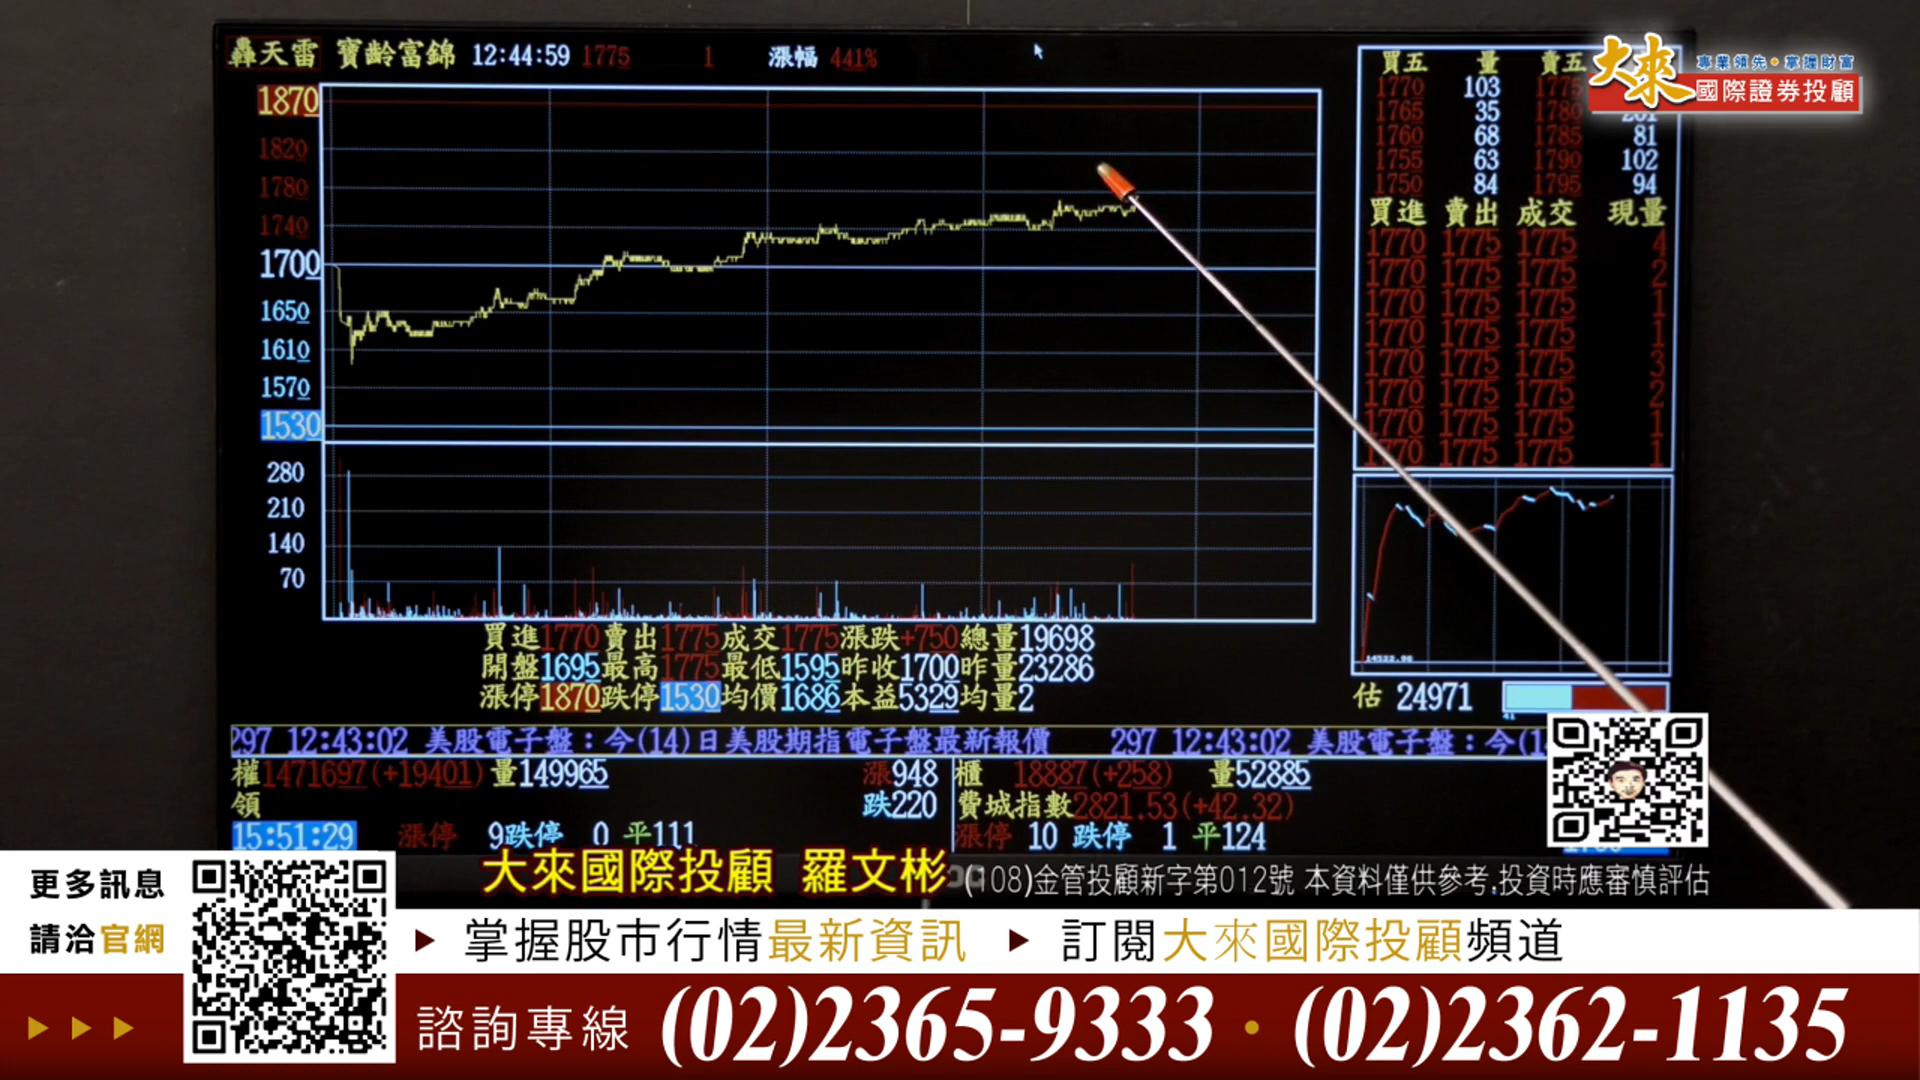 轟天雷 寶齡富錦 12:44:59 1775 1 漲幅 441%
大來 專業領先•掌握財富
國際證券投顧
1870
1820
1780
1740
1700
1650
1610
1570
1530
280
210
140
70
買五 量 賣五
1770 103 1775
1765 35 1780
1760 68 1785 81
1755 63 1790 102
1750 84 1795 94
買進 賣出 成交 現量
1770 1775 1775 4
1770 1775 1775 2
1770 1775 1775 1
1770 1775 1775 1
1770 1775 1775 3
1770 1775 1775 2
1770 1775 1775 1
1770 1775 1775 1
14522.96
估 24971
41
買進1770賣出1775成交1775漲跌+750總量19698
開盤1695最高1775最低1595昨收1700昨量23286
漲停1870跌停1530均價1686本益5329均量2
297 12:43:02 美股電子盤：今(14)日美股期指電子盤最新報價 297 12:43:02 美股電子盤：今(1
權1471697(+19401) 量149965 漲948 櫃 18887(+258) 量52885
領 跌220 費城指數2821.53(+42.32)
15:51:29 漲停 9跌停 0 平111 漲停 10 跌停 1 平124
大來國際投顧 羅文彬
(108)金管投顧新字第012號 本資料僅供參考.投資時應審慎評估
更多訊息
請洽官網
掌握股市行情最新資訊 訂閱大來國際投顧頻道
諮詢專線 (02)2365-9333 • (02)2362-1135